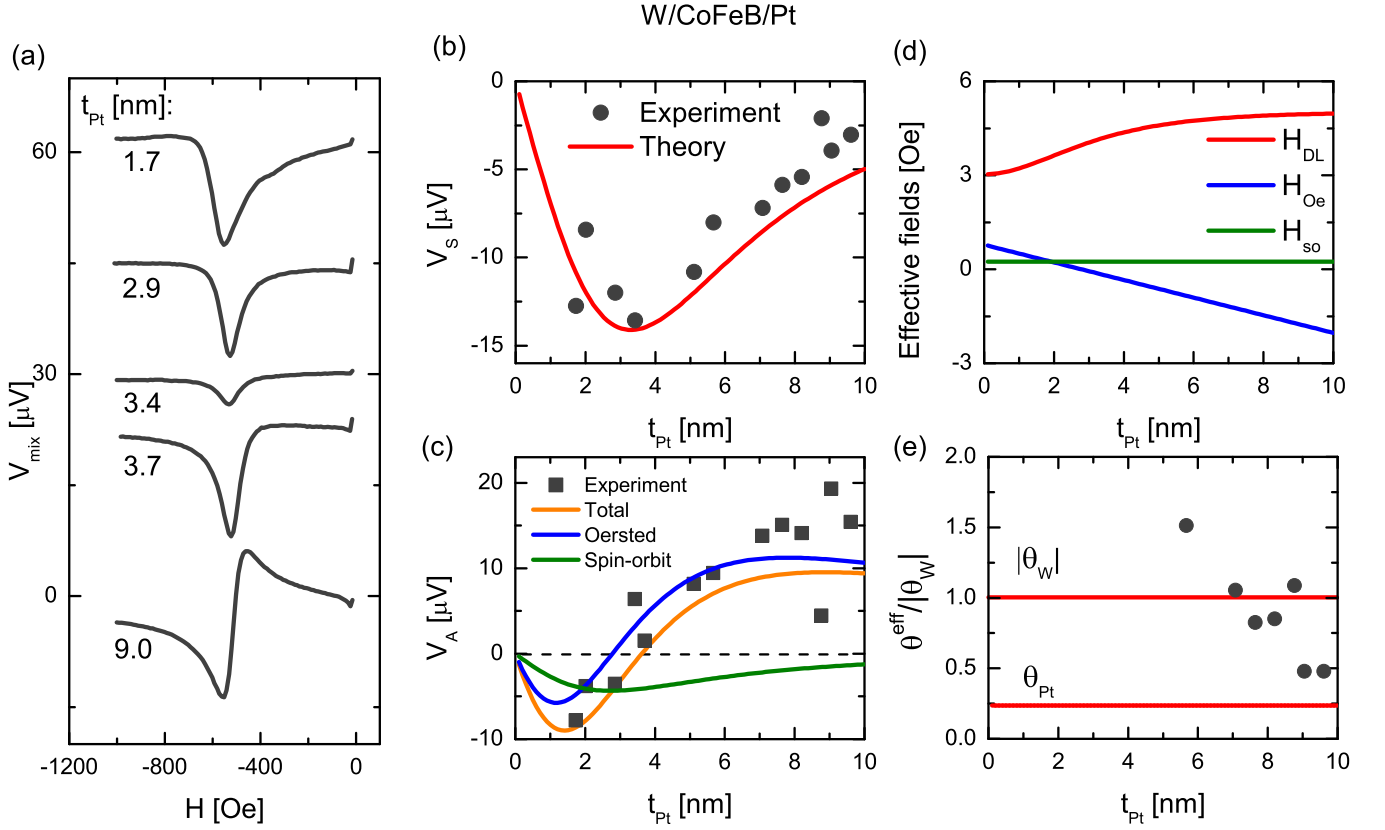 W/CoFeB/Pt
(a)
t_Pt [nm]:
1.7
2.9
3.4
3.7
9.0
60
30
0
V_mix [μV]
-1200 -800 -400 0
H [Oe]
(b)
Experiment
Theory
0
-5
-10
-15
V_S [μV]
0 2 4 6 8 10
t_Pt [nm]
(c)
Experiment
Total
Oersted
Spin-orbit
20
10
0
-10
V_A [μV]
0 2 4 6 8 10
t_Pt [nm]
(d)
H_DL
H_Oe
H_so
6
3
0
-3
Effective fields [Oe]
0 2 4 6 8 10
t_Pt [nm]
(e)
|θ_W|
θ_Pt
2.0
1.5
1.0
0.5
0.0
θ^eff/|θ_W|
0 2 4 6 8 10
t_Pt [nm]